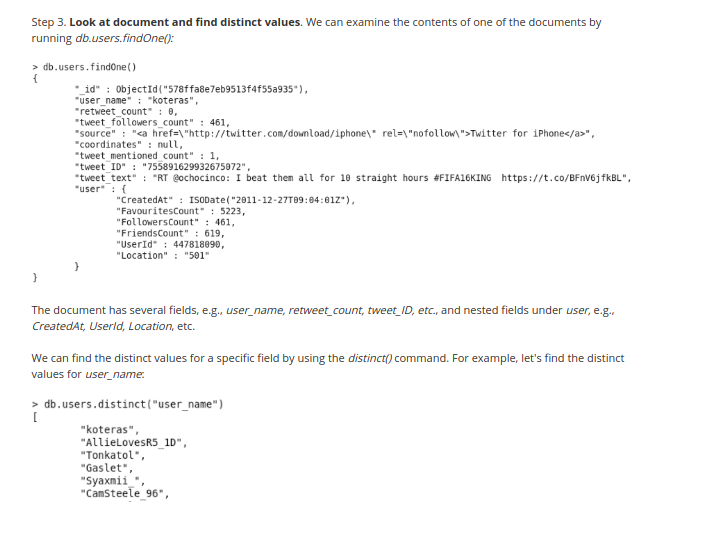 Step 3. Look at document and find distinct values. We can examine the contents of one of the documents by
running db.users.findOne():
> db.users.findOne()
{
"_id" : ObjectId("578ffa8e7eb9513f4f55a935"),
"user_name" : "koteras",
"retweet_count" : 0,
"tweet_followers_count" : 461,
"source" : "<a href=\"http://twitter.com/download/iphone\" rel=\"nofollow\">Twitter for iPhone</a>",
"coordinates" : null,
"tweet_mentioned_count" : 1,
"tweet_ID" : "755891629932675072",
"tweet_text" : "RT @ochocinco: I beat them all for 10 straight hours #FIFA16KING  https://t.co/BFnV6jfkBL",
"user" : {
"CreatedAt" : ISODate("2011-12-27T09:04:01Z"),
"FavouritesCount" : 5223,
"FollowersCount" : 461,
"FriendsCount" : 619,
"UserId" : 447818090,
"Location" : "501"
}
}
The document has several fields, e.g., user_name, retweet_count, tweet_ID, etc., and nested fields under user, e.g.,
CreatedAt, UserId, Location, etc.
We can find the distinct values for a specific field by using the distinct() command. For example, let's find the distinct
values for user_name:
> db.users.distinct("user_name")
[
"koteras",
"AllieLovesR5_1D",
"Tonkatol",
"Gaslet",
"Syaxmii_",
"CamSteele_96",